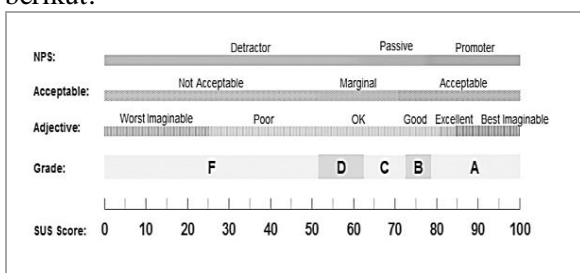 berikut:
NPS: Detractor Passive Promoter
Acceptable: Not Acceptable Marginal Acceptable
Adjective: Worst Imaginable Poor OK Good Excellent Best Imaginable
Grade: F D C B A
SUS Score: 0 10 20 30 40 50 60 70 80 90 100